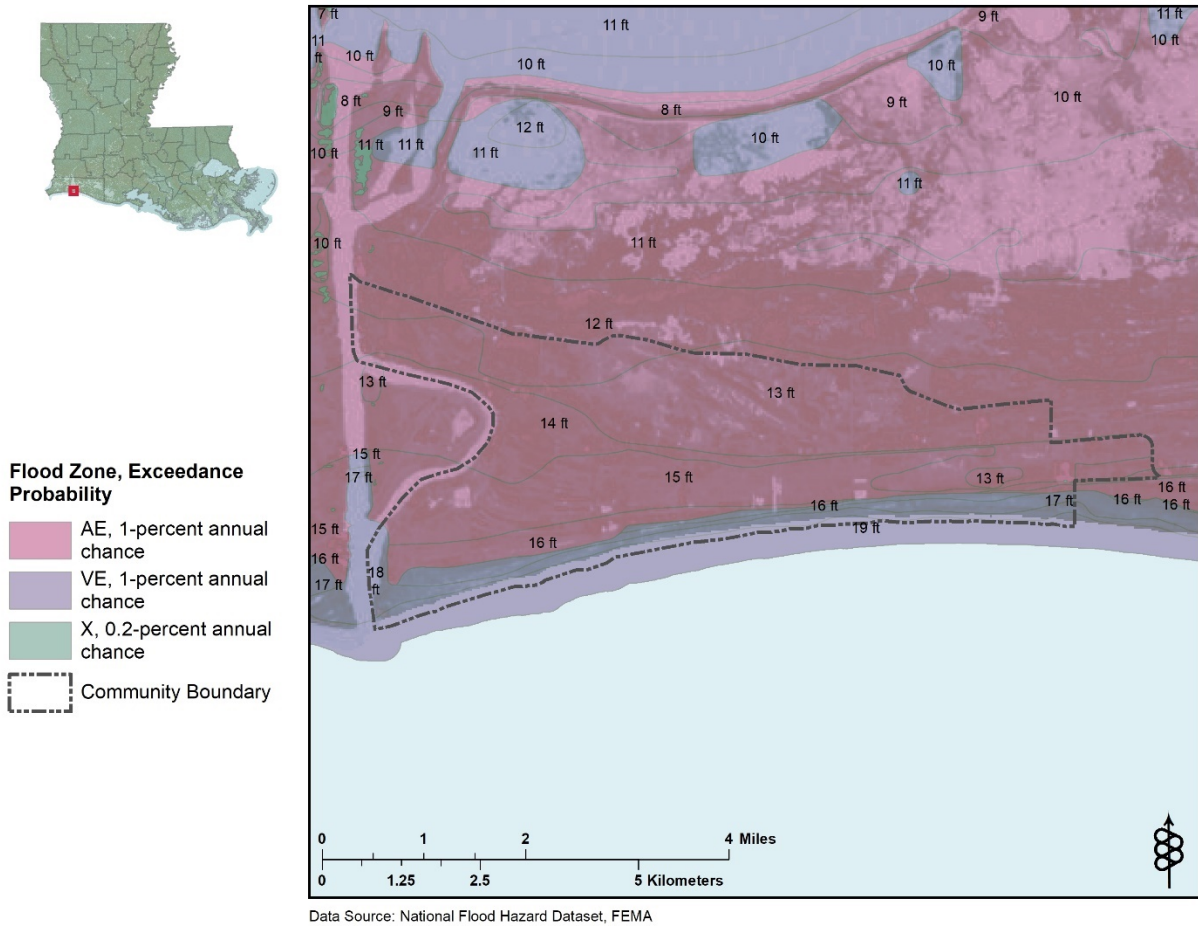 Flood Zone, Exceedance
Probability
AE, 1-percent annual
chance
VE, 1-percent annual
chance
X, 0.2-percent annual
chance
Community Boundary
7 ft
11
ft
10 ft
11 ft
10 ft
9 ft
11 ft
10 ft
10 ft
8 ft
9 ft
8 ft
9 ft
10 ft
12 ft
10 ft
10 ft
11 ft
11 ft
11 ft
11 ft
10 ft
11 ft
12 ft
13 ft
13 ft
14 ft
15 ft
17 ft
15 ft
13 ft
16 ft
17 ft
16 ft
16 ft
16 ft
15 ft
19 ft
16 ft
16 ft
17 ft
18
ft
0 1 2 4 Miles
0 1.25 2.5 5 Kilometers
Data Source: National Flood Hazard Dataset, FEMA